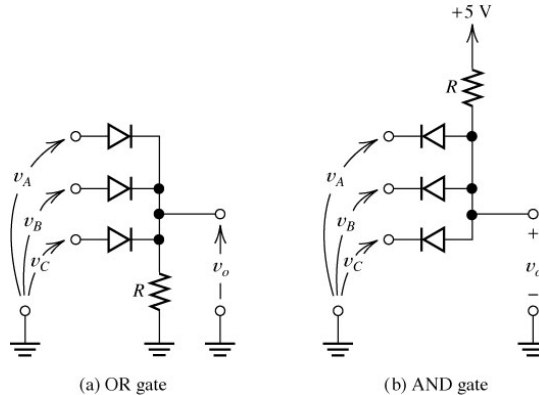 +5 V
R
v_A
v_B
v_C
R
v_o
(a) OR gate
v_A
v_B
v_C
+
v_o
−
(b) AND gate